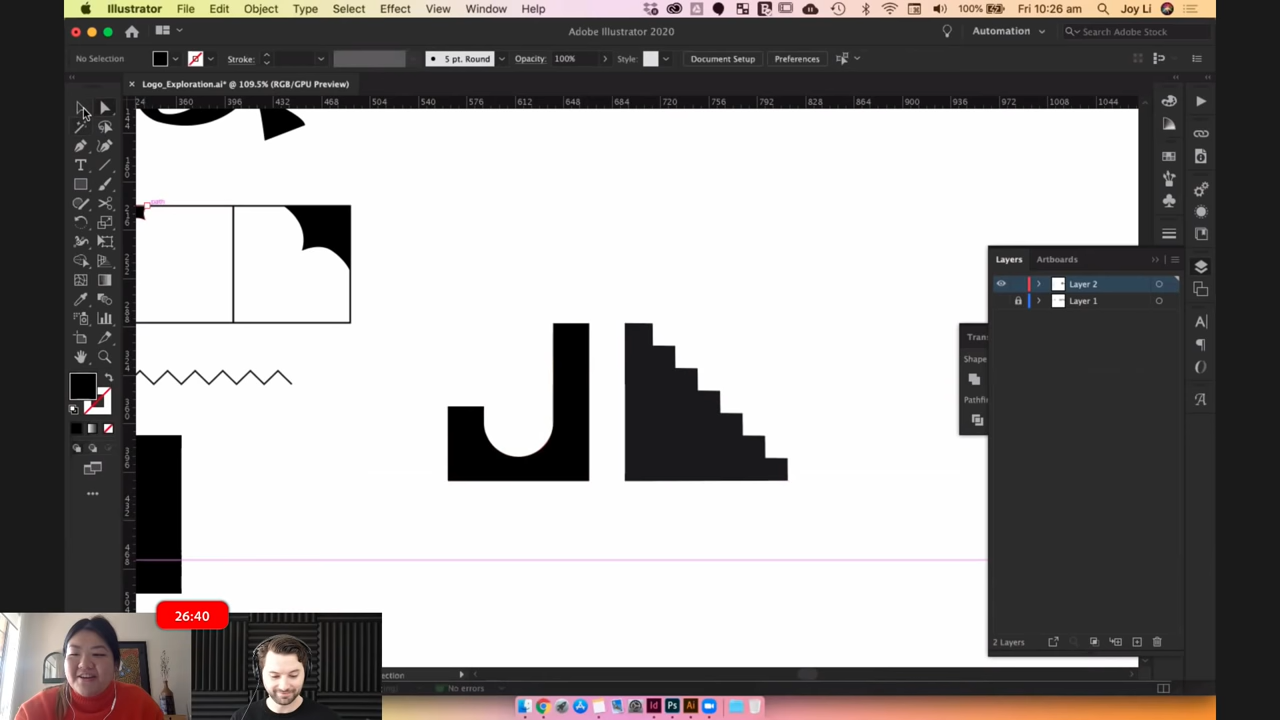 Illustrator File Edit Object Type Select Effect View Window Help 100% Fri 10:26 am Joy Li
Adobe Illustrator 2020
Automation
Search Adobe Stock
No Selection Stroke: 5 pt. Round Opacity: 100% Style: Document Setup Preferences
× Logo_Exploration.ai* @ 109.5% (RGB/GPU Preview)
24 360 396 432 468 504 540 576 612 648 684 720 756 792 828 900 936 972 1008 1044
Layers Artboards
Layer 2
Layer 1
Shape
2 Layers
No errors
26:40
J